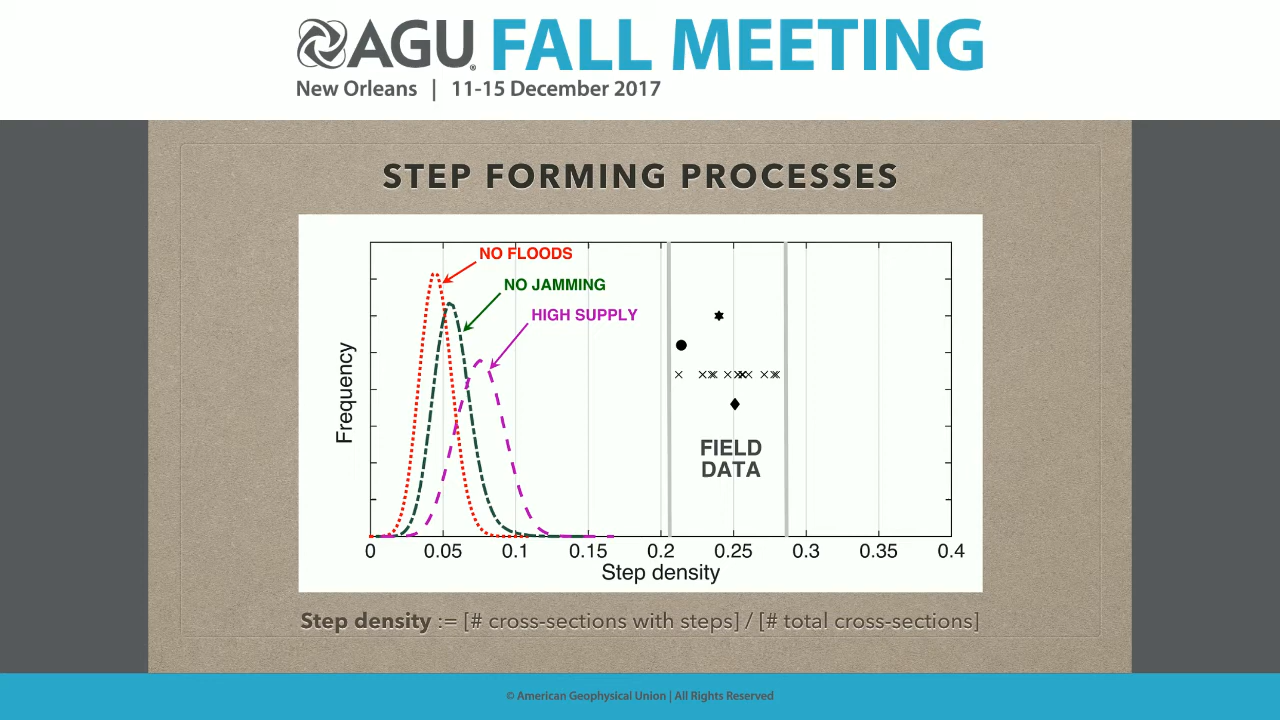 AGU FALL MEETING
New Orleans | 11-15 December 2017
STEP FORMING PROCESSES
NO FLOODS
NO JAMMING
HIGH SUPPLY
Frequency
FIELD
DATA
0 0.05 0.1 0.15 0.2 0.25 0.3 0.35 0.4
Step density
Step density := [# cross-sections with steps] / [# total cross-sections]
© American Geophysical Union | All Rights Reserved